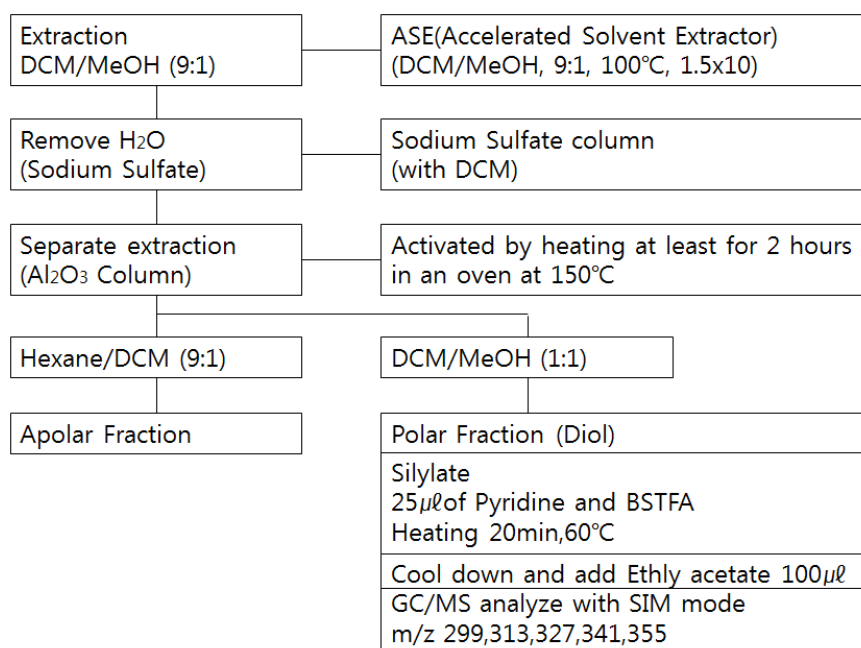 Extraction
DCM/MeOH (9:1)
ASE(Accelerated Solvent Extractor)
(DCM/MeOH, 9:1, 100℃, 1.5x10)
Remove H2O
(Sodium Sulfate)
Sodium Sulfate column
(with DCM)
Separate extraction
(Al2O3 Column)
Activated by heating at least for 2 hours
in an oven at 150℃
Hexane/DCM (9:1)
DCM/MeOH (1:1)
Apolar Fraction
Polar Fraction (Diol)
Silylate
25㎕of Pyridine and BSTFA
Heating 20min,60℃
Cool down and add Ethly acetate 100㎕
GC/MS analyze with SIM mode
m/z 299,313,327,341,355